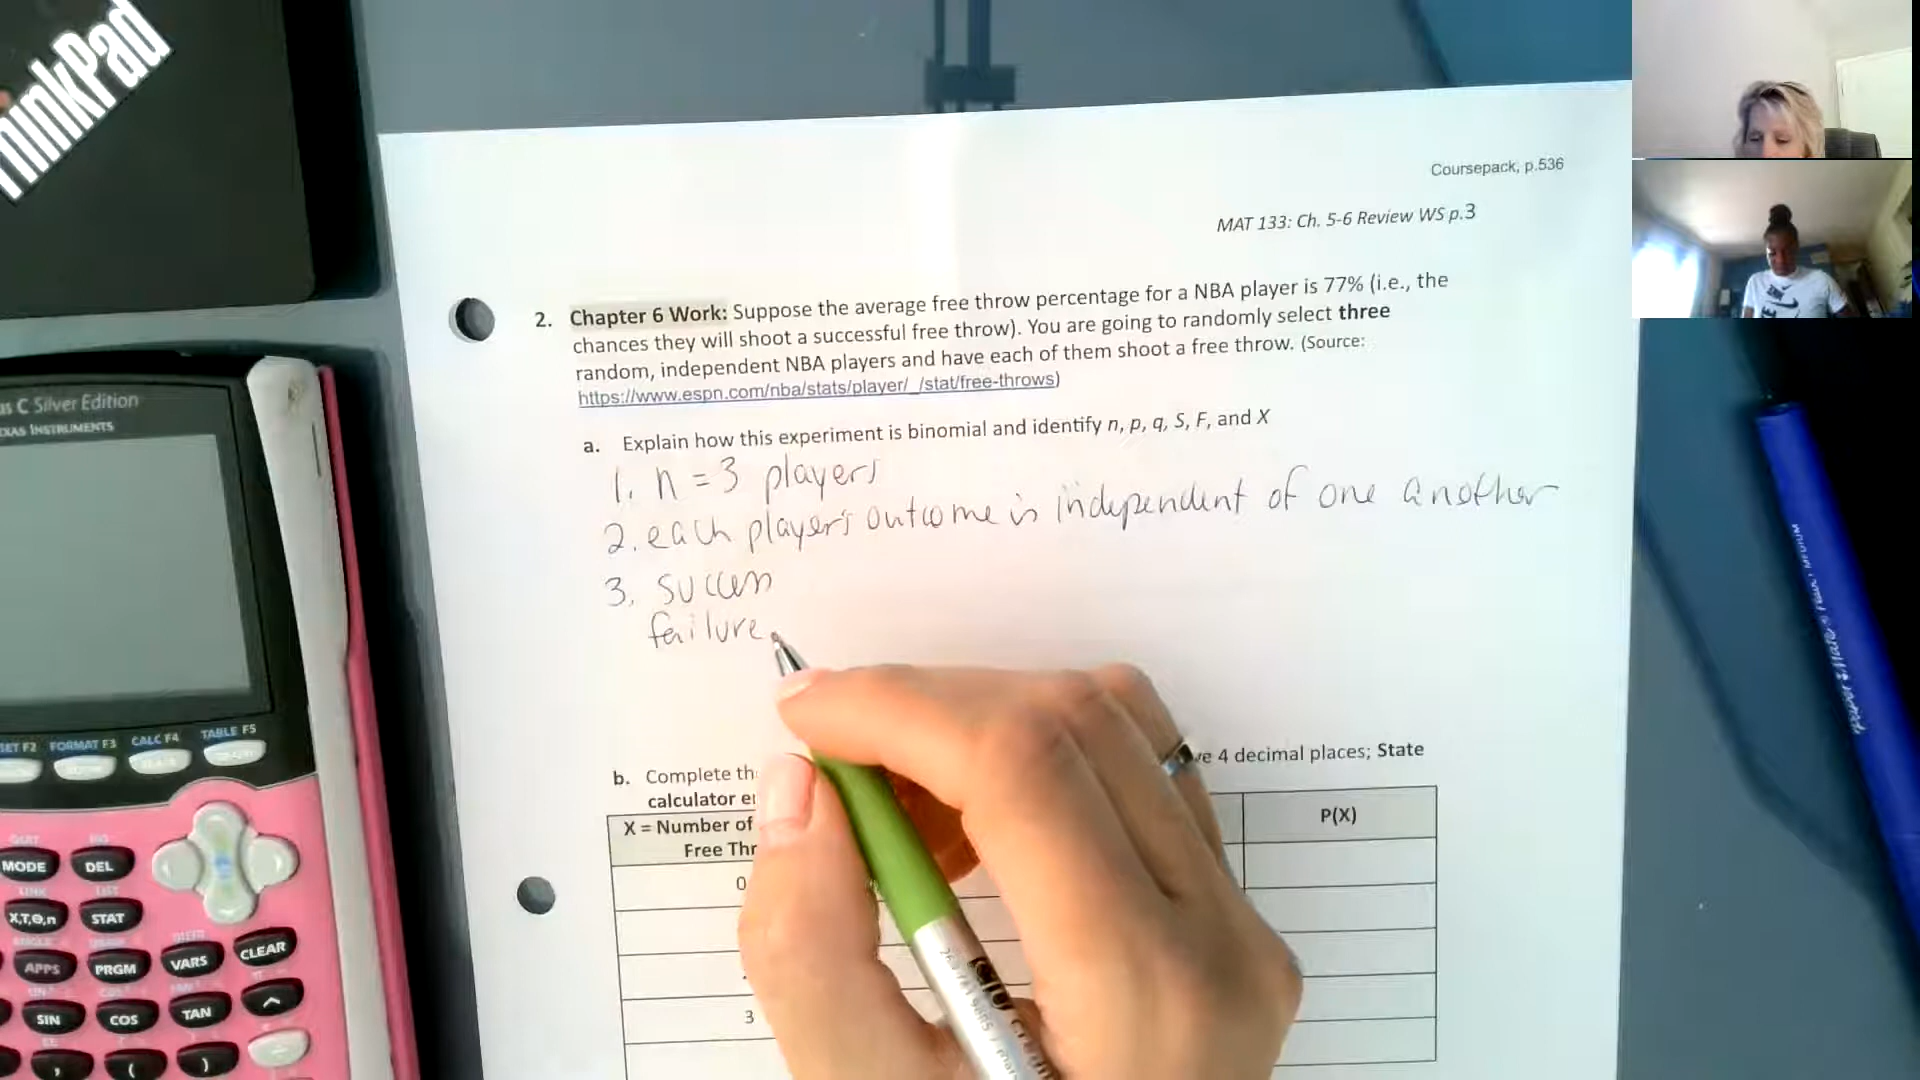 ThinkPad
Coursepack, p.536
MAT 133: Ch. 5-6 Review WS p.3
2. Chapter 6 Work: Suppose the average free throw percentage for a NBA player is 77% (i.e., the
chances they will shoot a successful free throw). You are going to randomly select three
random, independent NBA players and have each of them shoot a free throw. (Source:
https://www.espn.com/nba/stats/player/_/stat/free-throws)
a. Explain how this experiment is binomial and identify n, p, q, S, F, and X
1. n = 3 players
2. each player's outcome is independent of one another
3. success
failure
b. Complete th
4 decimal places; State
calculator
X = Number of
P(X)
Free Thr
0
3
C Silver Edition
INSTRUMENTS
F2 FORMAT F3 CALC F4 TABLE F5
MODE DEL
X,T,θ,n STAT
APPS PRGM VARS CLEAR
SIN COS TAN ^
, ( )
Paper Mate